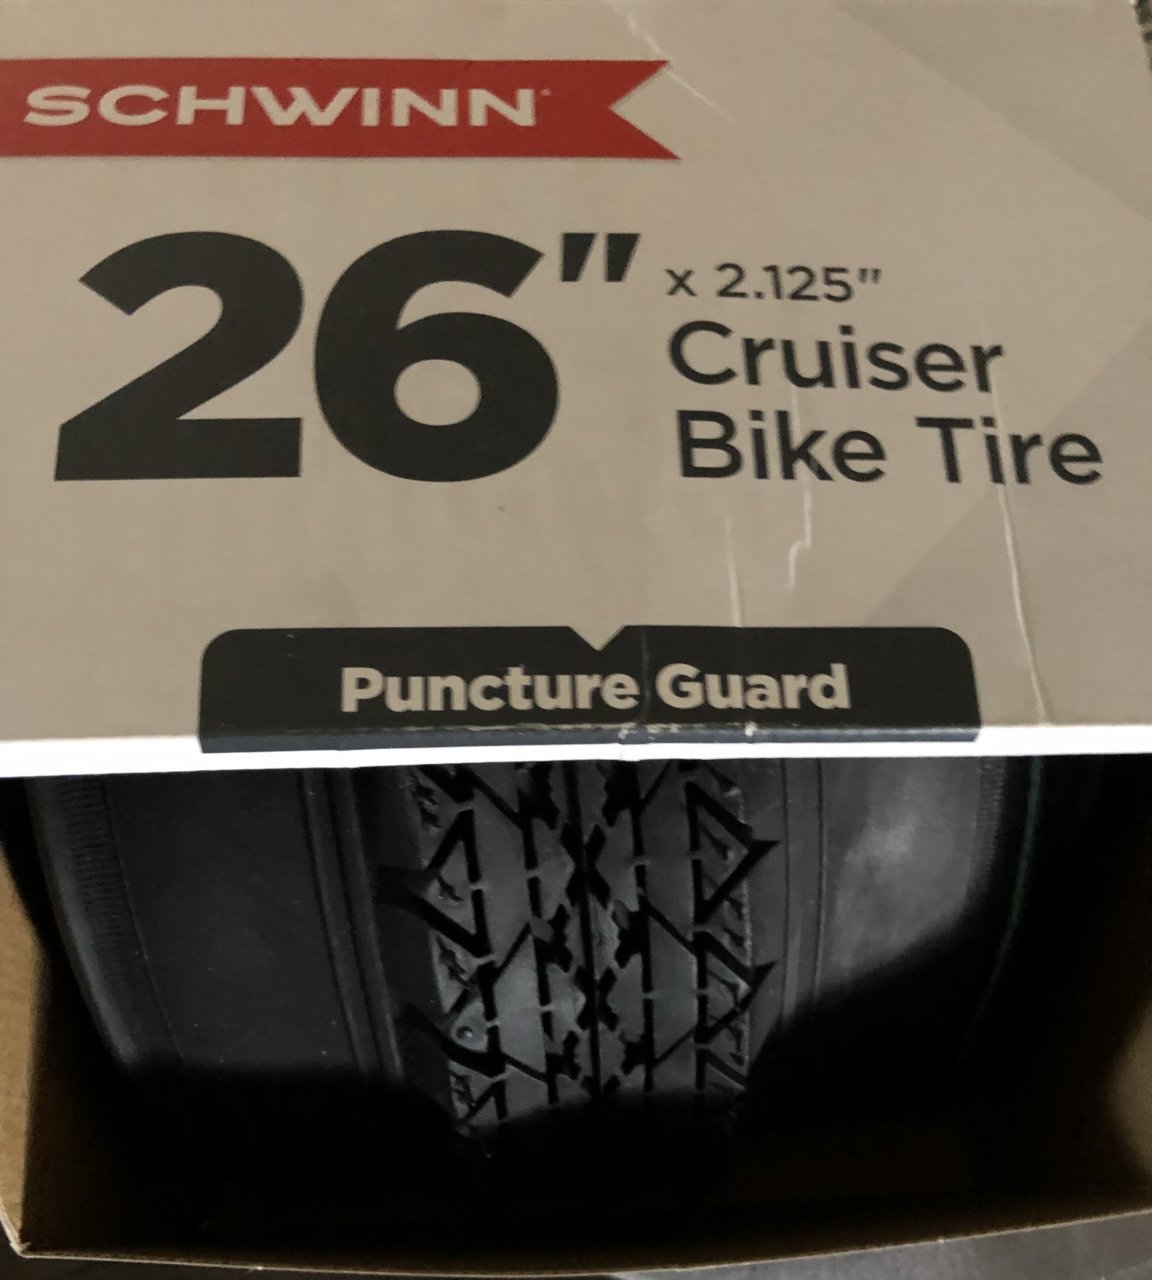 SCHWINN
26" x 2.125"
Cruiser
Bike Tire
Puncture Guard